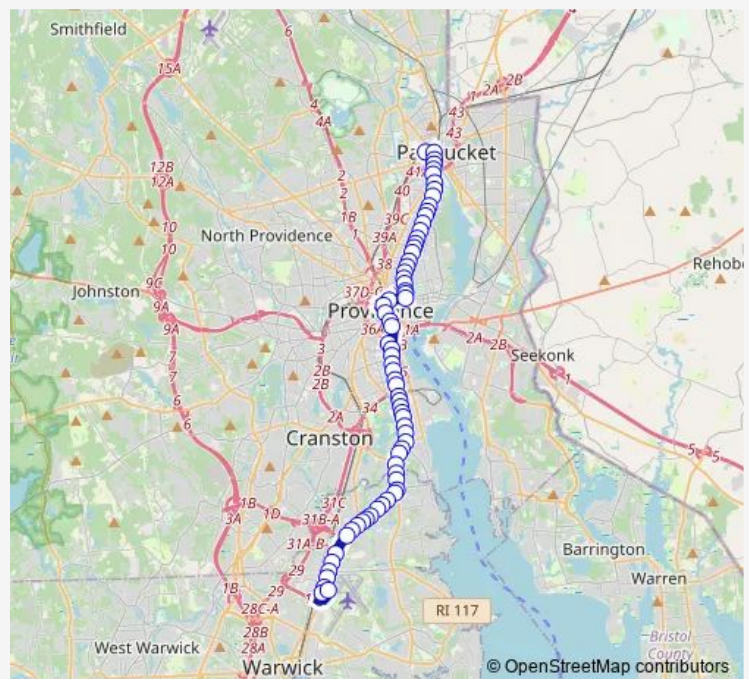 Smithfield
6
15A
4
4A
1
2A
2B
43
43
Pawtucket
12B
12A
2
2
1B
1
41
40
39C
39A
38
10
10
North Providence
Rehobo
Johnston
9C
9A
9A
37D-C
Providence
36A
1A
2A
2B
Seekonk
1
7
7
6
6
3
2B
2B
2A
34
Cranston
5
5
1B
3A
1D
31C
31B-A
31A-B
Barrington
Warren
29
29
1B
28C-A
28B
28A
RI 117
West Warwick
Warwick
Bristol
County
© OpenStreetMap contributors